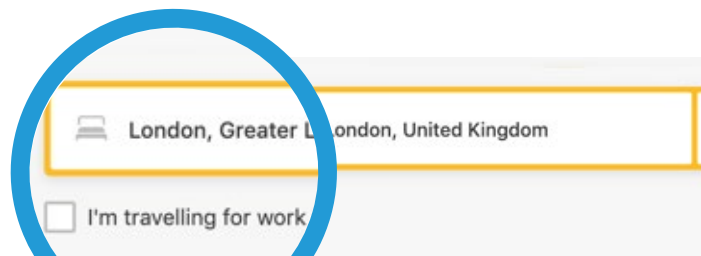 London, Greater London, United Kingdom
I'm travelling for work